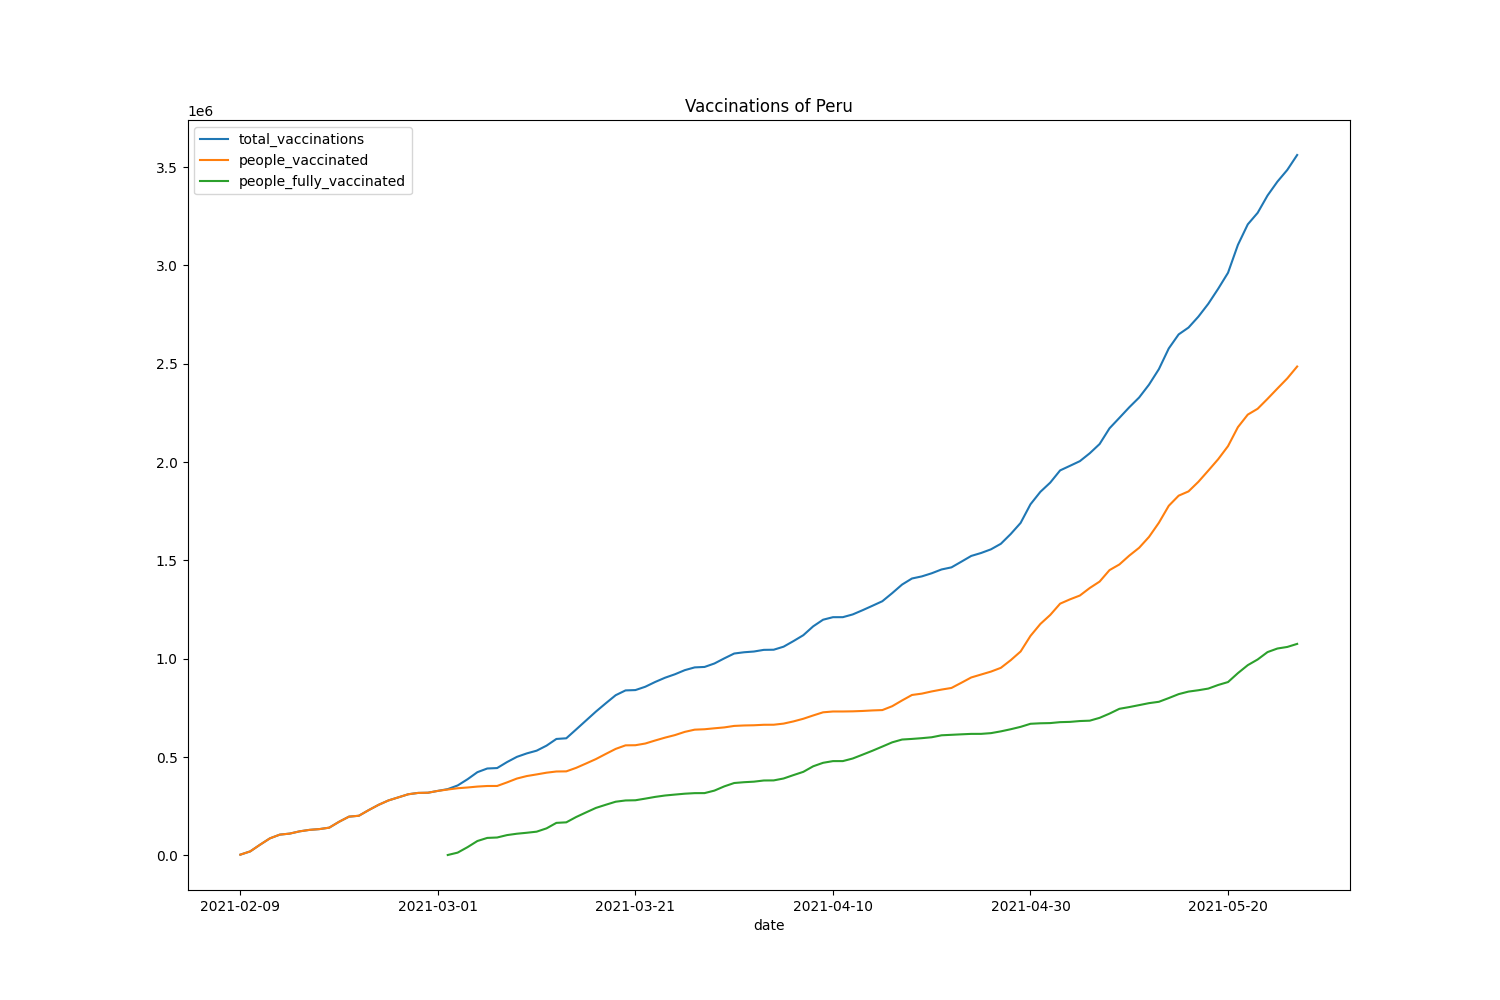 Vaccinations of Peru
1e6
total_vaccinations
people_vaccinated
people_fully_vaccinated
3.5
3.0
2.5
2.0
1.5
1.0
0.5
0.0
2021-02-09 2021-03-01 2021-03-21 2021-04-10 2021-04-30 2021-05-20
date